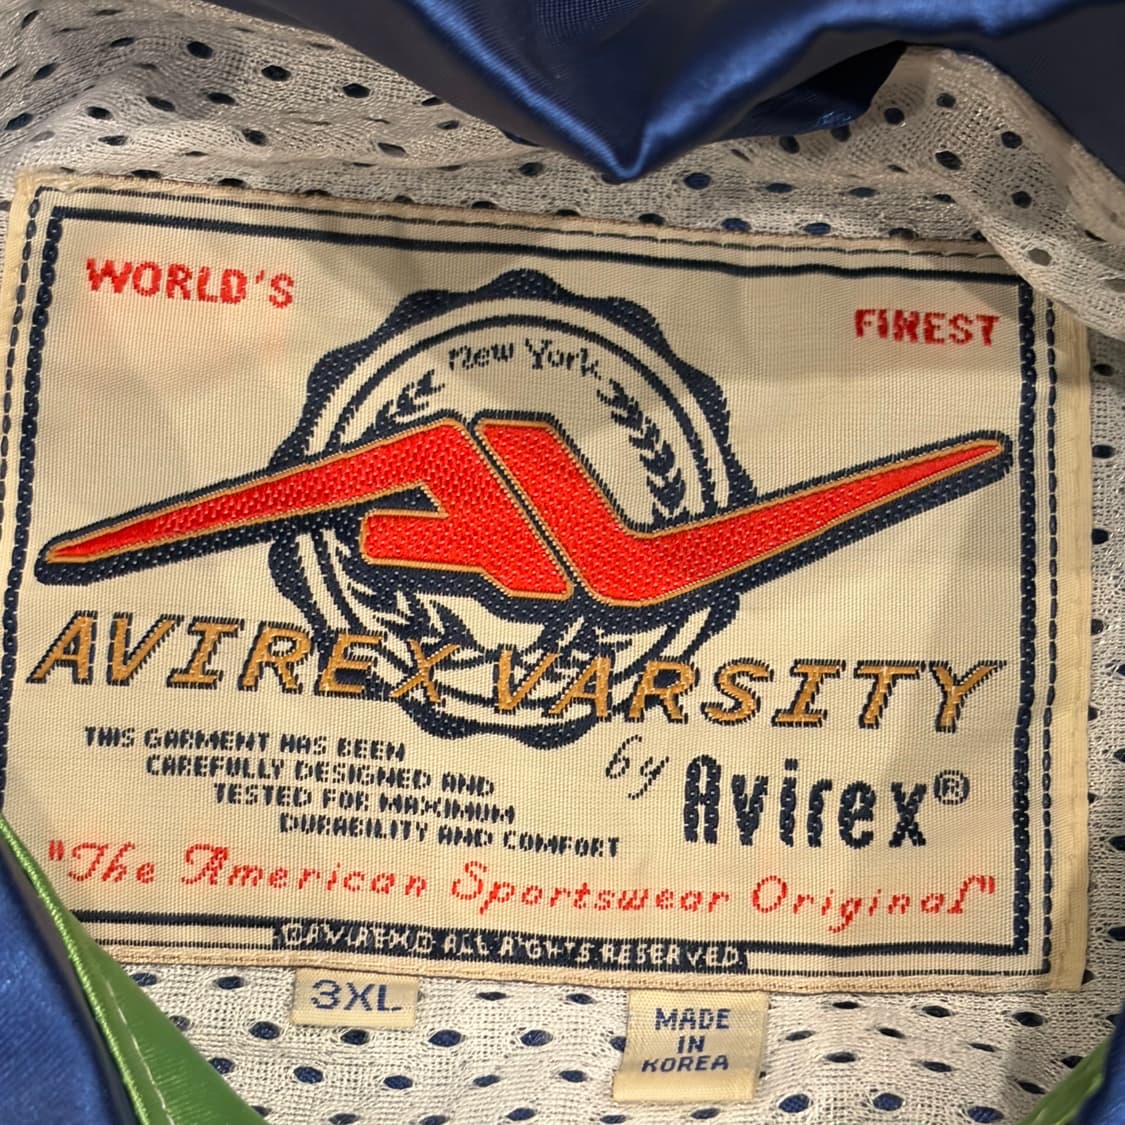 WORLD'S
FINEST
New York
AVIREX VARSITY
by Avirex®
THIS GARMENT HAS BEEN
CAREFULLY DESIGNED AND
TESTED FOR MAXIMUM
DURABILITY AND COMFORT
"The American Sportswear Original"
ALL RIGHTS RESERVED.
3XL
MADE
IN
KOREA